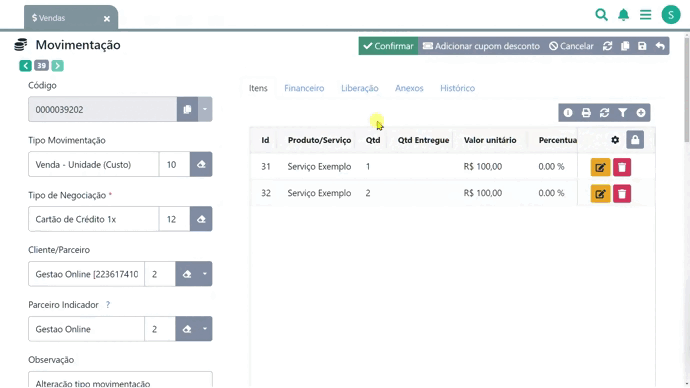 $ Vendas ×
S
Movimentação
Confirmar Adicionar cupom desconto Cancelar
39
Código
0000039202
Tipo Movimentação
Venda - Unidade (Custo) 10
Tipo de Negociação *
Cartão de Crédito 1x 12
Cliente/Parceiro
Gestao Online [223617410 2
Parceiro Indicador ?
Gestao Online 2
Observação
Alteração tipo movimentação
Itens Financeiro Liberação Anexos Histórico
Id Produto/Serviço Qtd Qtd Entregue Valor unitário Percentua
31 Serviço Exemplo 1 R$ 100,00 0.00 %
32 Serviço Exemplo 2 R$ 100,00 0.00 %